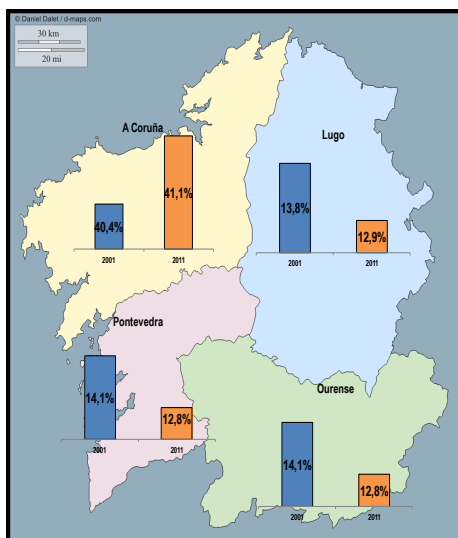 © Daniel Dalet / d-maps.com
30 km
20 mi
A Coruña
Lugo
41,1%
40,4%
13,8%
12,9%
2001 2011
2001 2011
Pontevedra
14,1%
12,8%
2001 2011
Ourense
14,1%
12,8%
2001 2011